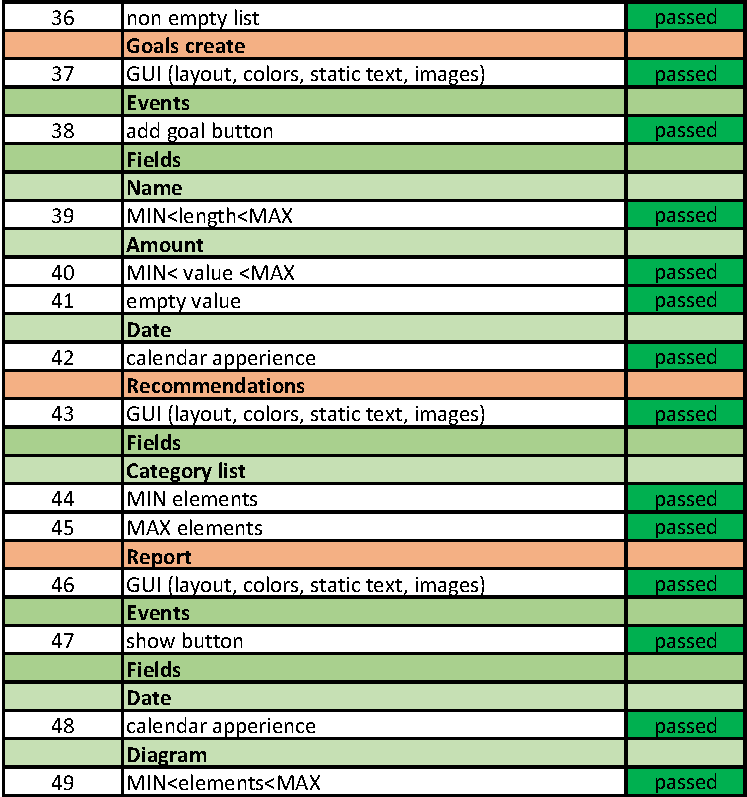 36 non empty list passed
Goals create
37 GUI (layout, colors, static text, images) passed
Events
38 add goal button passed
Fields
Name
39 MIN<length<MAX passed
Amount
40 MIN< value <MAX passed
41 empty value passed
Date
42 calendar apperience passed
Recommendations
43 GUI (layout, colors, static text, images) passed
Fields
Category list
44 MIN elements passed
45 MAX elements passed
Report
46 GUI (layout, colors, static text, images) passed
Events
47 show button passed
Fields
Date
48 calendar apperience passed
Diagram
49 MIN<elements<MAX passed